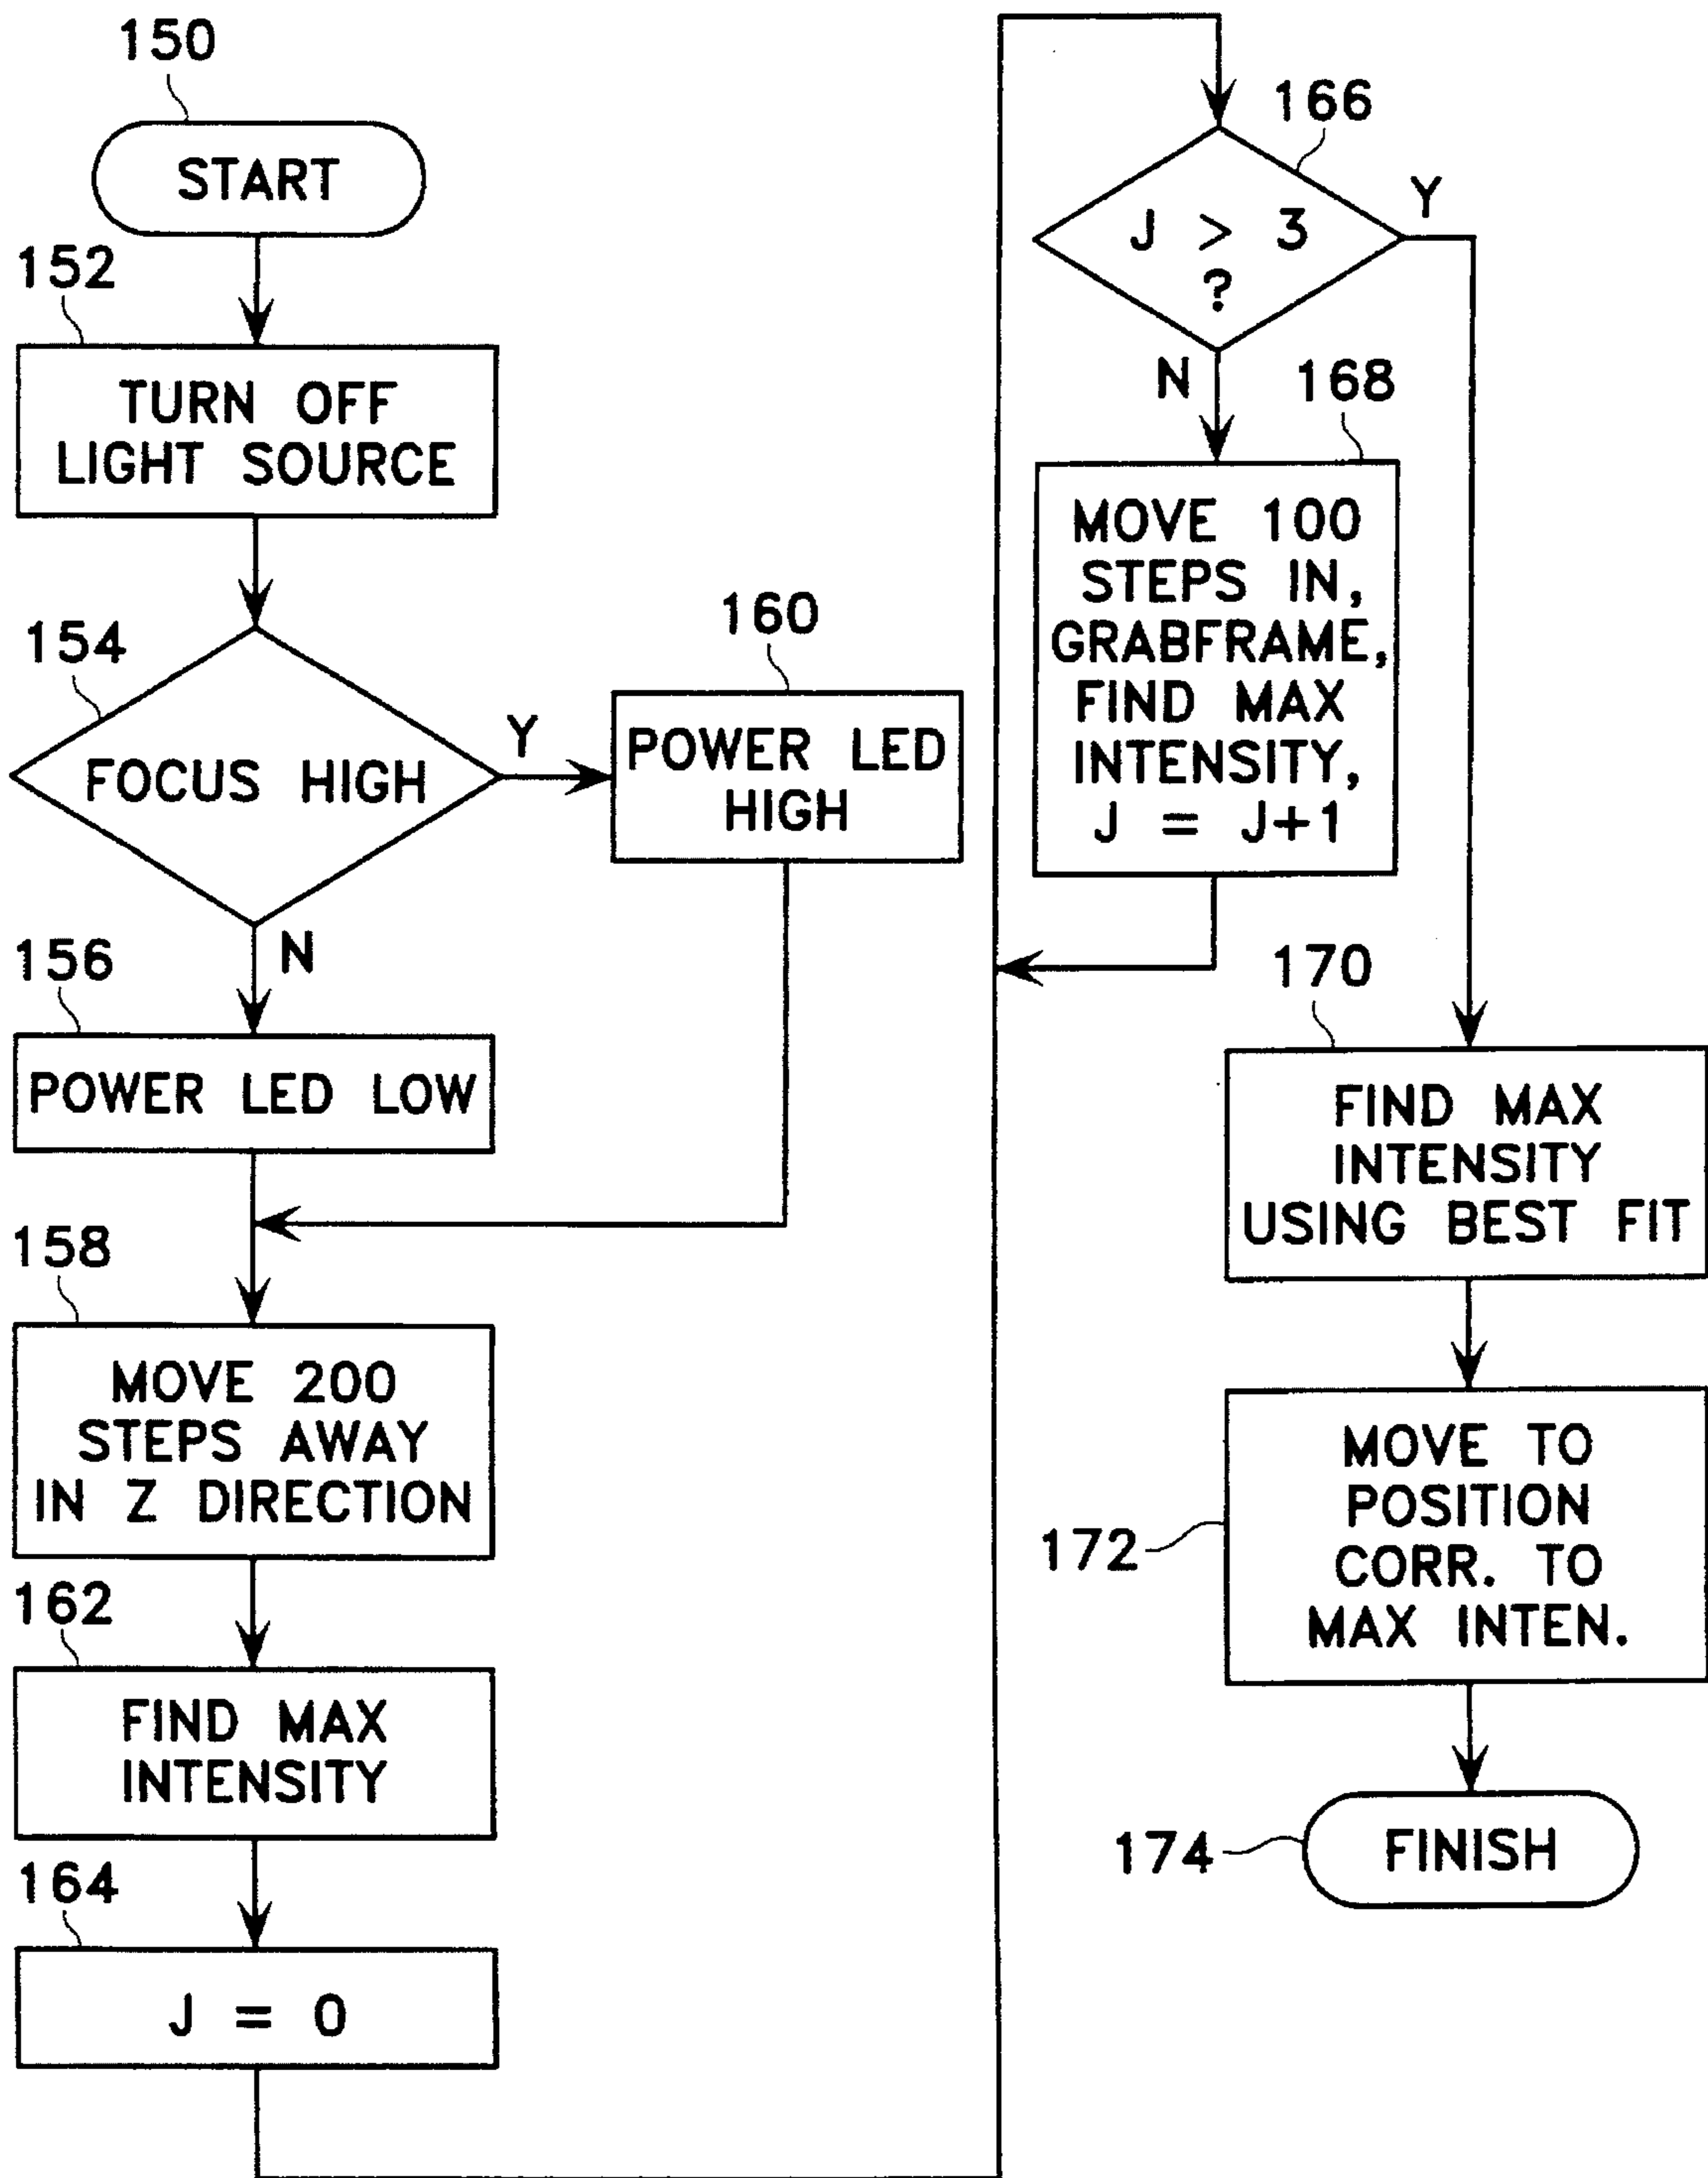 150
START
152
TURN OFF
LIGHT SOURCE
154
FOCUS HIGH
Y
N
160
POWER LED
HIGH
156
POWER LED LOW
158
MOVE 200
STEPS AWAY
IN Z DIRECTION
162
FIND MAX
INTENSITY
164
J = 0
166
J > 3
?
Y
N
168
MOVE 100
STEPS IN,
GRABFRAME,
FIND MAX
INTENSITY,
J = J+1
170
FIND MAX
INTENSITY
USING BEST FIT
172
MOVE TO
POSITION
CORR. TO
MAX INTEN.
174
FINISH